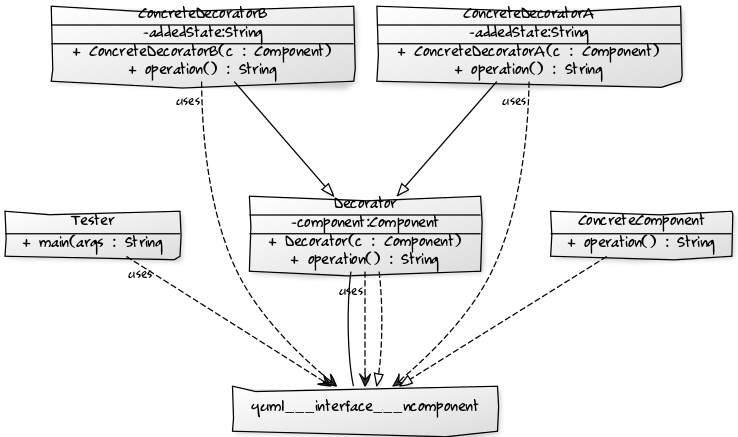 ConcreteDecoratorB
-addedState:String
+ ConcreteDecoratorB(c : Component)
+ operation() : String
ConcreteDecoratorA
-addedState:String
+ ConcreteDecoratorA(c : Component)
+ operation() : String
uses
uses
Tester
+ main(args : String
Decorator
-component:Component
+ Decorator(c : Component)
+ operation() : String
ConcreteComponent
+ operation() : String
uses
uses
yuml___interface___ncomponent